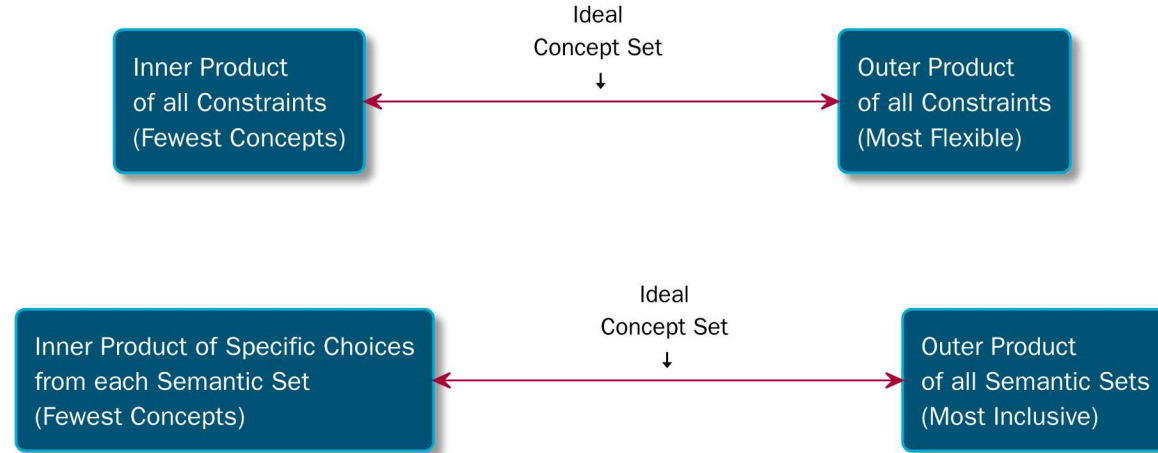 Ideal
Concept Set
Inner Product
of all Constraints
(Fewest Concepts)
Outer Product
of all Constraints
(Most Flexible)
Ideal
Concept Set
Inner Product of Specific Choices
from each Semantic Set
(Fewest Concepts)
Outer Product
of all Semantic Sets
(Most Inclusive)